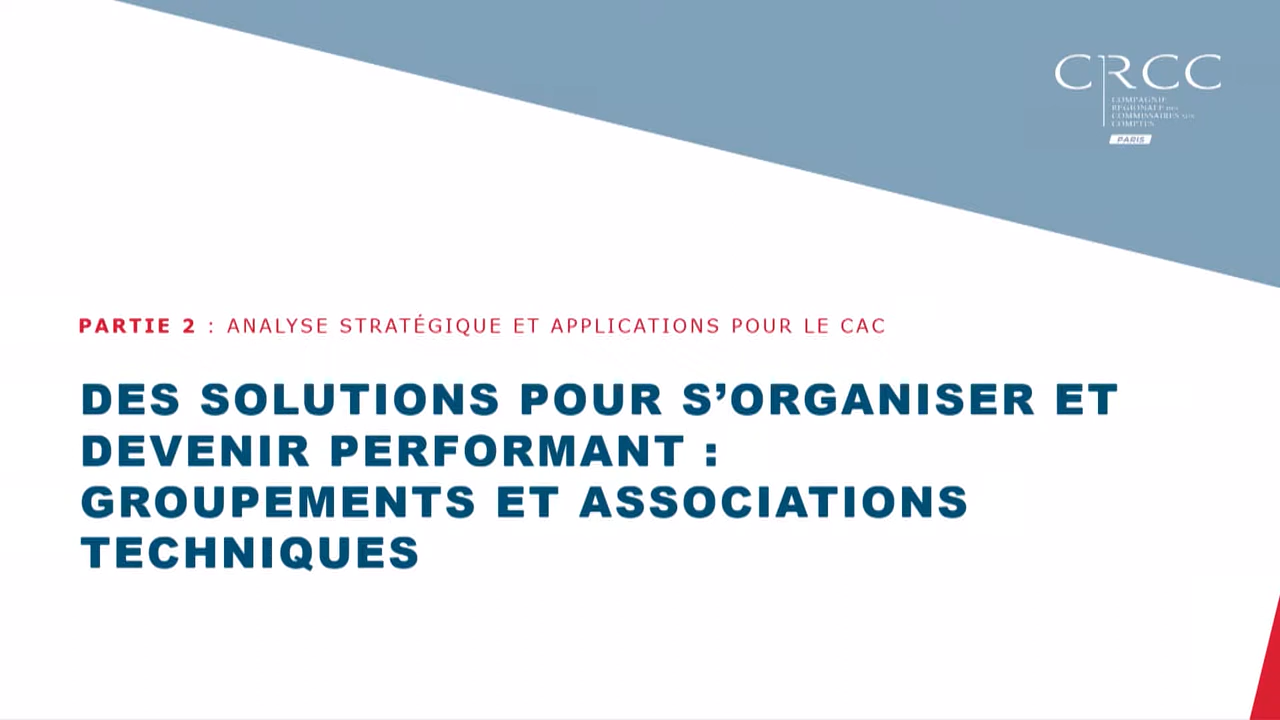 CRCC
COMPAGNIE
RÉGIONALE DES
COMMISSAIRES AUX
COMPTES
PARIS
PARTIE 2 : ANALYSE STRATÉGIQUE ET APPLICATIONS POUR LE CAC
DES SOLUTIONS POUR S’ORGANISER ET
DEVENIR PERFORMANT :
GROUPEMENTS ET ASSOCIATIONS
TECHNIQUES